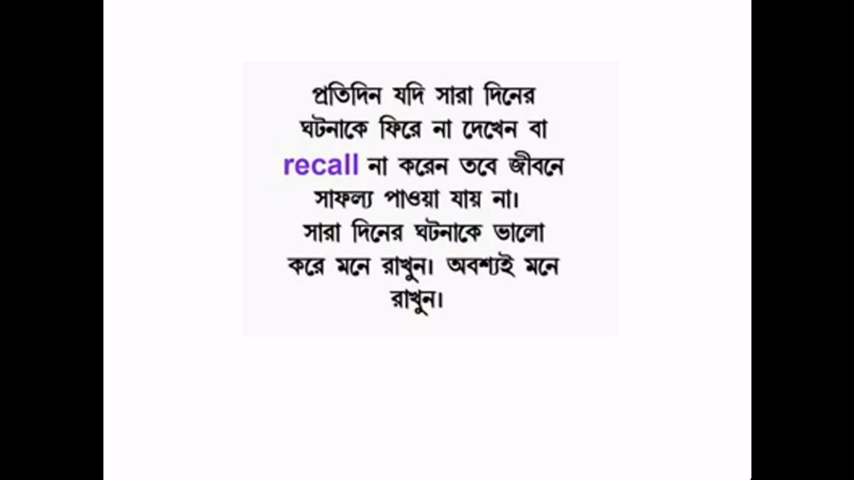 প্রতিদিন যদি সারা দিনের
ঘটনাকে ফিরে না দেখেন বা
recall না করেন তবে জীবনে
সাফল্য পাওয়া যায় না।
সারা দিনের ঘটনাকে ভালো
করে মনে রাখুন। অবশ্যই মনে
রাখুন।